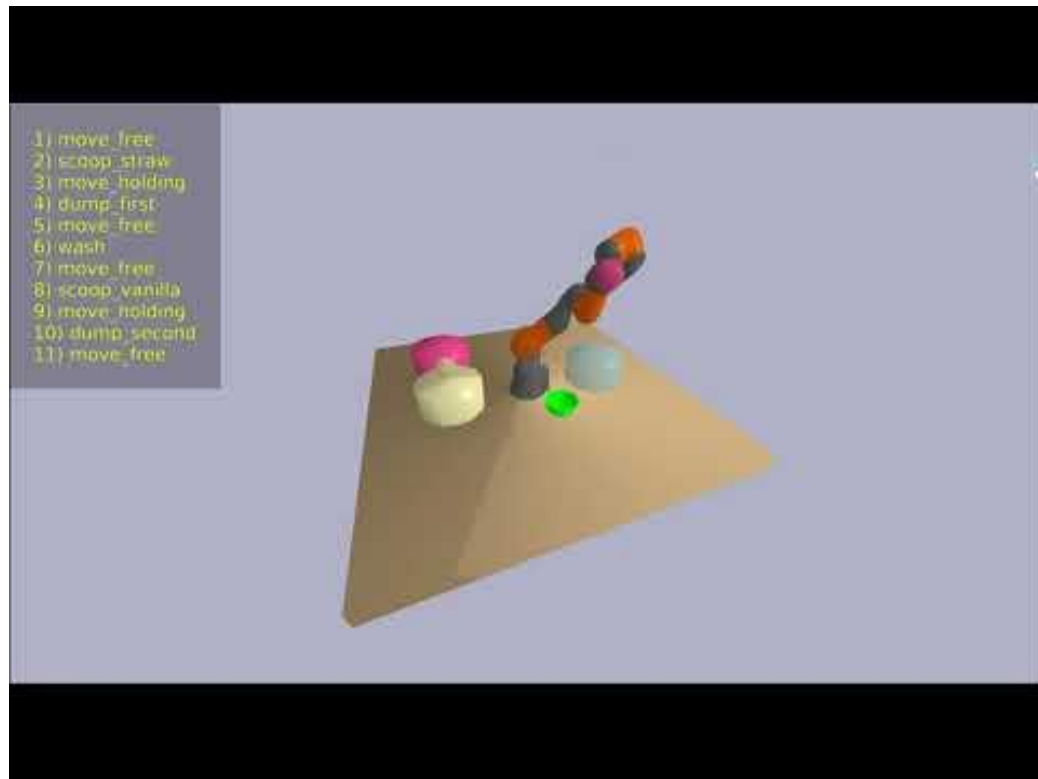 1) move_free
2) scoop_straw
3) move_holding
4) dump_first
5) move_free
6) wash
7) move_free
8) scoop_vanilla
9) move_holding
10) dump_second
11) move_free